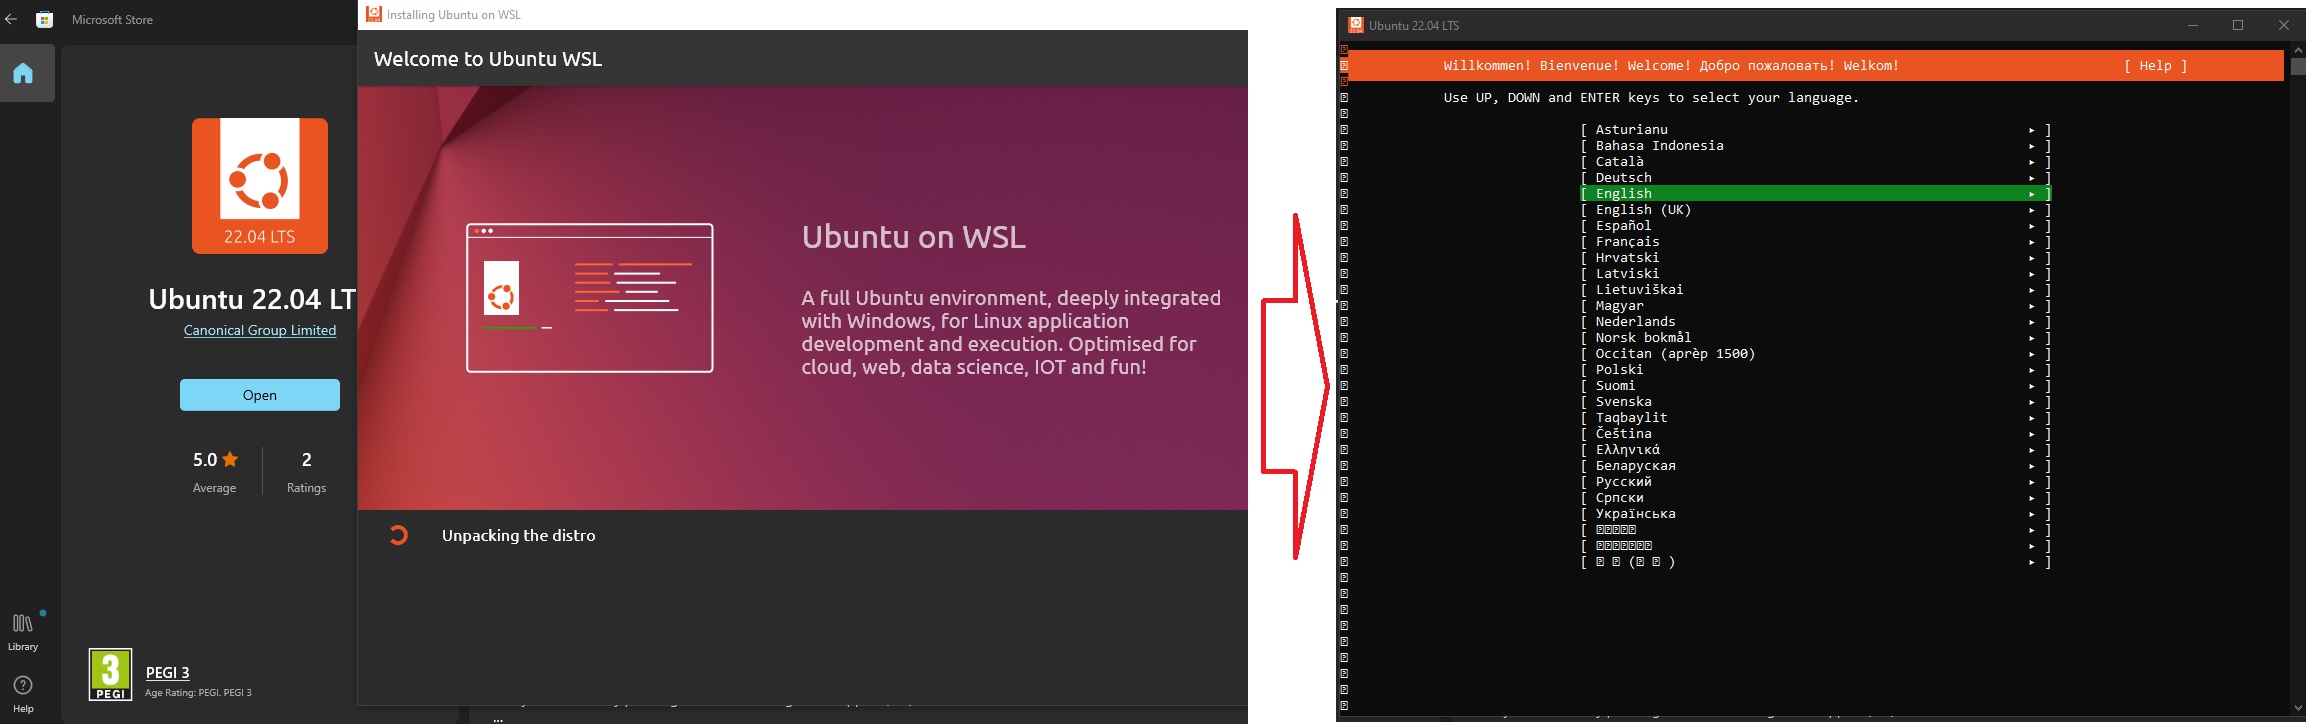 Microsoft Store
22.04 LTS
Ubuntu 22.04 LT
Canonical Group Limited
Open
5.0
2
Average
Ratings
Library
Help
3
PEGI
PEGI 3
Age Rating: PEGI. PEGI 3
Installing Ubuntu on WSL
Welcome to Ubuntu WSL
Ubuntu on WSL
A full Ubuntu environment, deeply integrated
with Windows, for Linux application
development and execution. Optimised for
cloud, web, data science, IOT and fun!
Unpacking the distro
...
Ubuntu 22.04 LTS
Willkommen! Bienvenue! Welcome! Добро пожаловать! Welkom! [ Help ]
Use UP, DOWN and ENTER keys to select your language.
[ Asturianu ▸ ]
[ Bahasa Indonesia ▸ ]
[ Català ▸ ]
[ Deutsch ▸ ]
[ English ▸ ]
[ English (UK) ▸ ]
[ Español ▸ ]
[ Français ▸ ]
[ Hrvatski ▸ ]
[ Latviski ▸ ]
[ Lietuviškai ▸ ]
[ Magyar ▸ ]
[ Nederlands ▸ ]
[ Norsk bokmål ▸ ]
[ Occitan (aprèp 1500) ▸ ]
[ Polski ▸ ]
[ Suomi ▸ ]
[ Svenska ▸ ]
[ Taqbaylit ▸ ]
[ Čeština ▸ ]
[ Ελληνικά ▸ ]
[ Беларуская ▸ ]
[ Русский ▸ ]
[ Српски ▸ ]
[ Українська ▸ ]